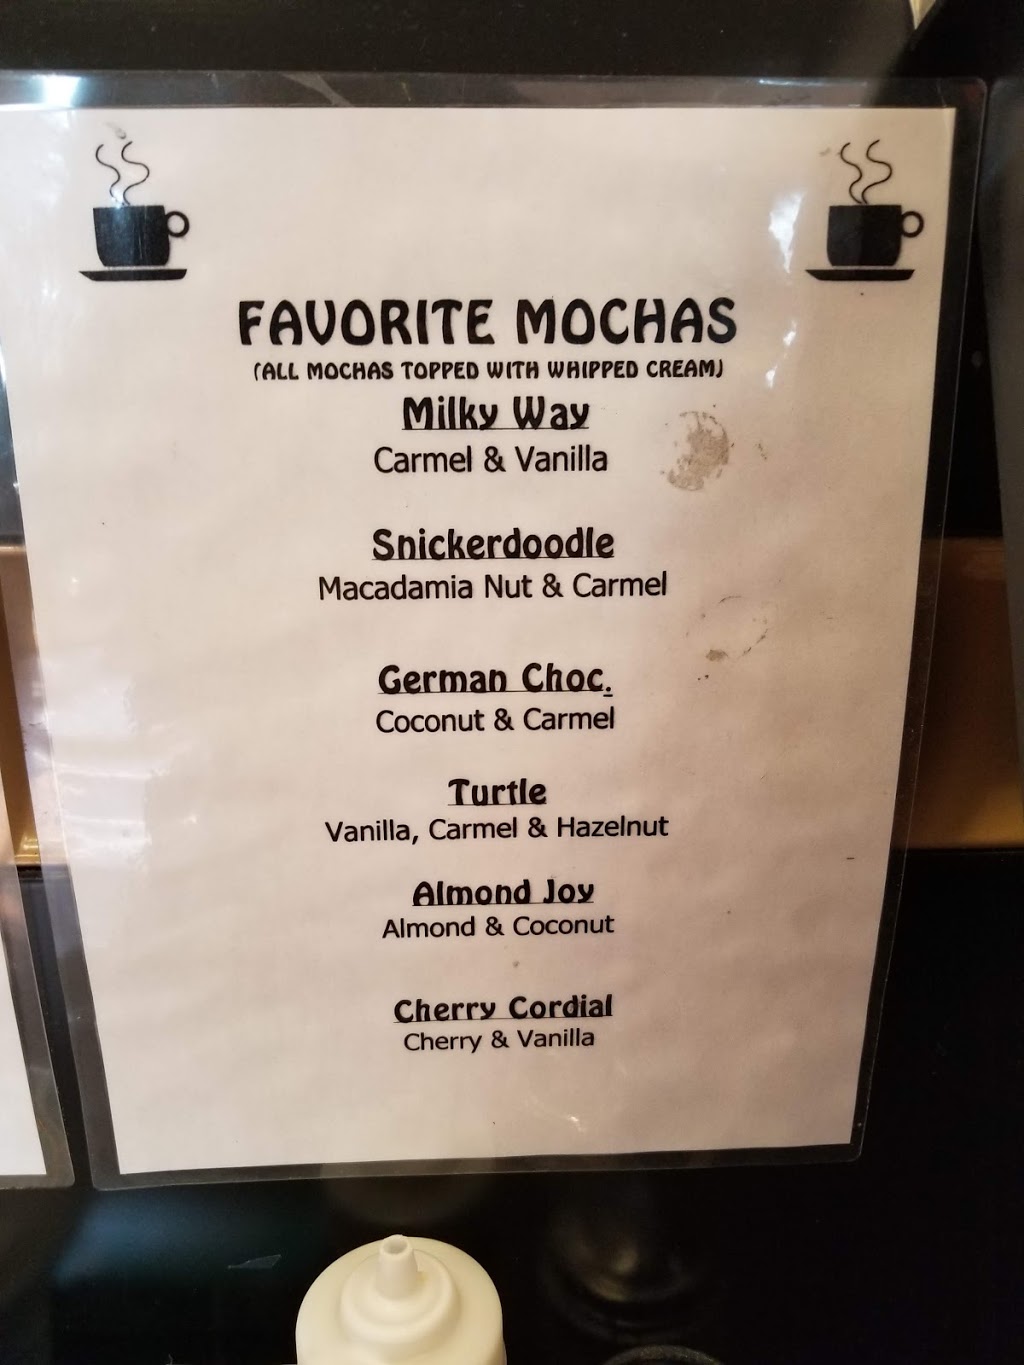 FAVORITE MOCHAS
(ALL MOCHAS TOPPED WITH WHIPPED CREAM)
Milky Way
Carmel & Vanilla
Snickerdoodle
Macadamia Nut & Carmel
German Choc.
Coconut & Carmel
Turtle
Vanilla, Carmel & Hazelnut
Almond Joy
Almond & Coconut
Cherry Cordial
Cherry & Vanilla